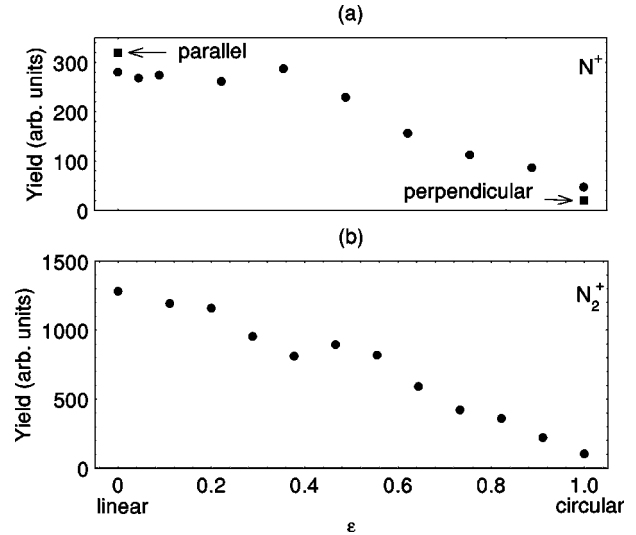 (a)
parallel
N⁺
perpendicular
Yield (arb. units)
300
200
100
0
(b)
N₂⁺
Yield (arb. units)
1500
1000
500
0
0 0.2 0.4 0.6 0.8 1.0
linear circular
ε